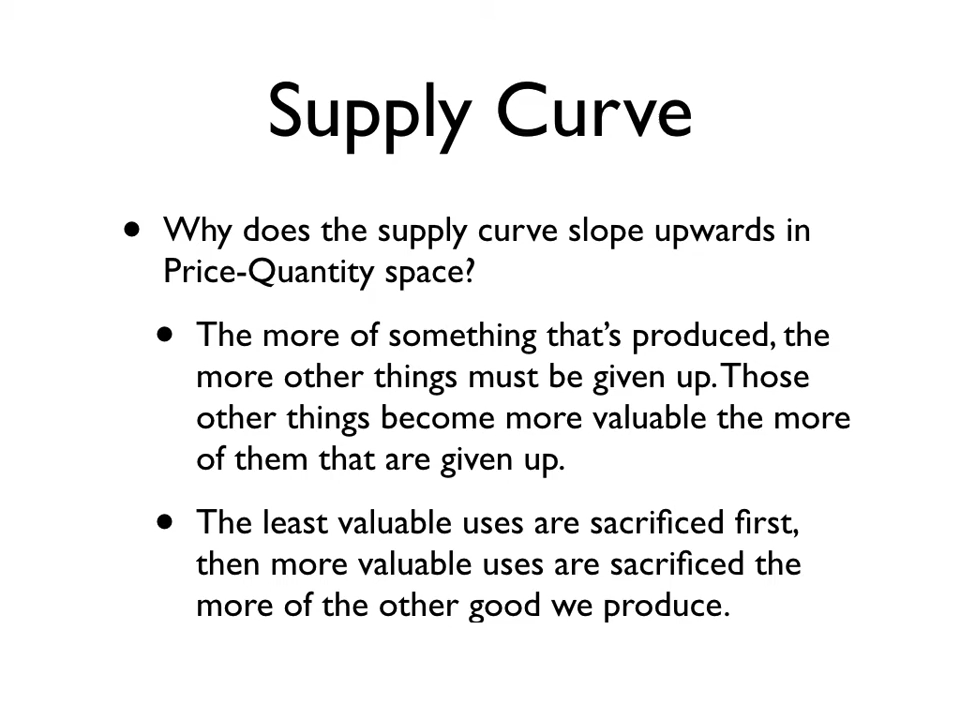 Supply Curve
• Why does the supply curve slope upwards in
Price-Quantity space?
• The more of something that’s produced, the
more other things must be given up. Those
other things become more valuable the more
of them that are given up.
• The least valuable uses are sacrificed first,
then more valuable uses are sacrificed the
more of the other good we produce.